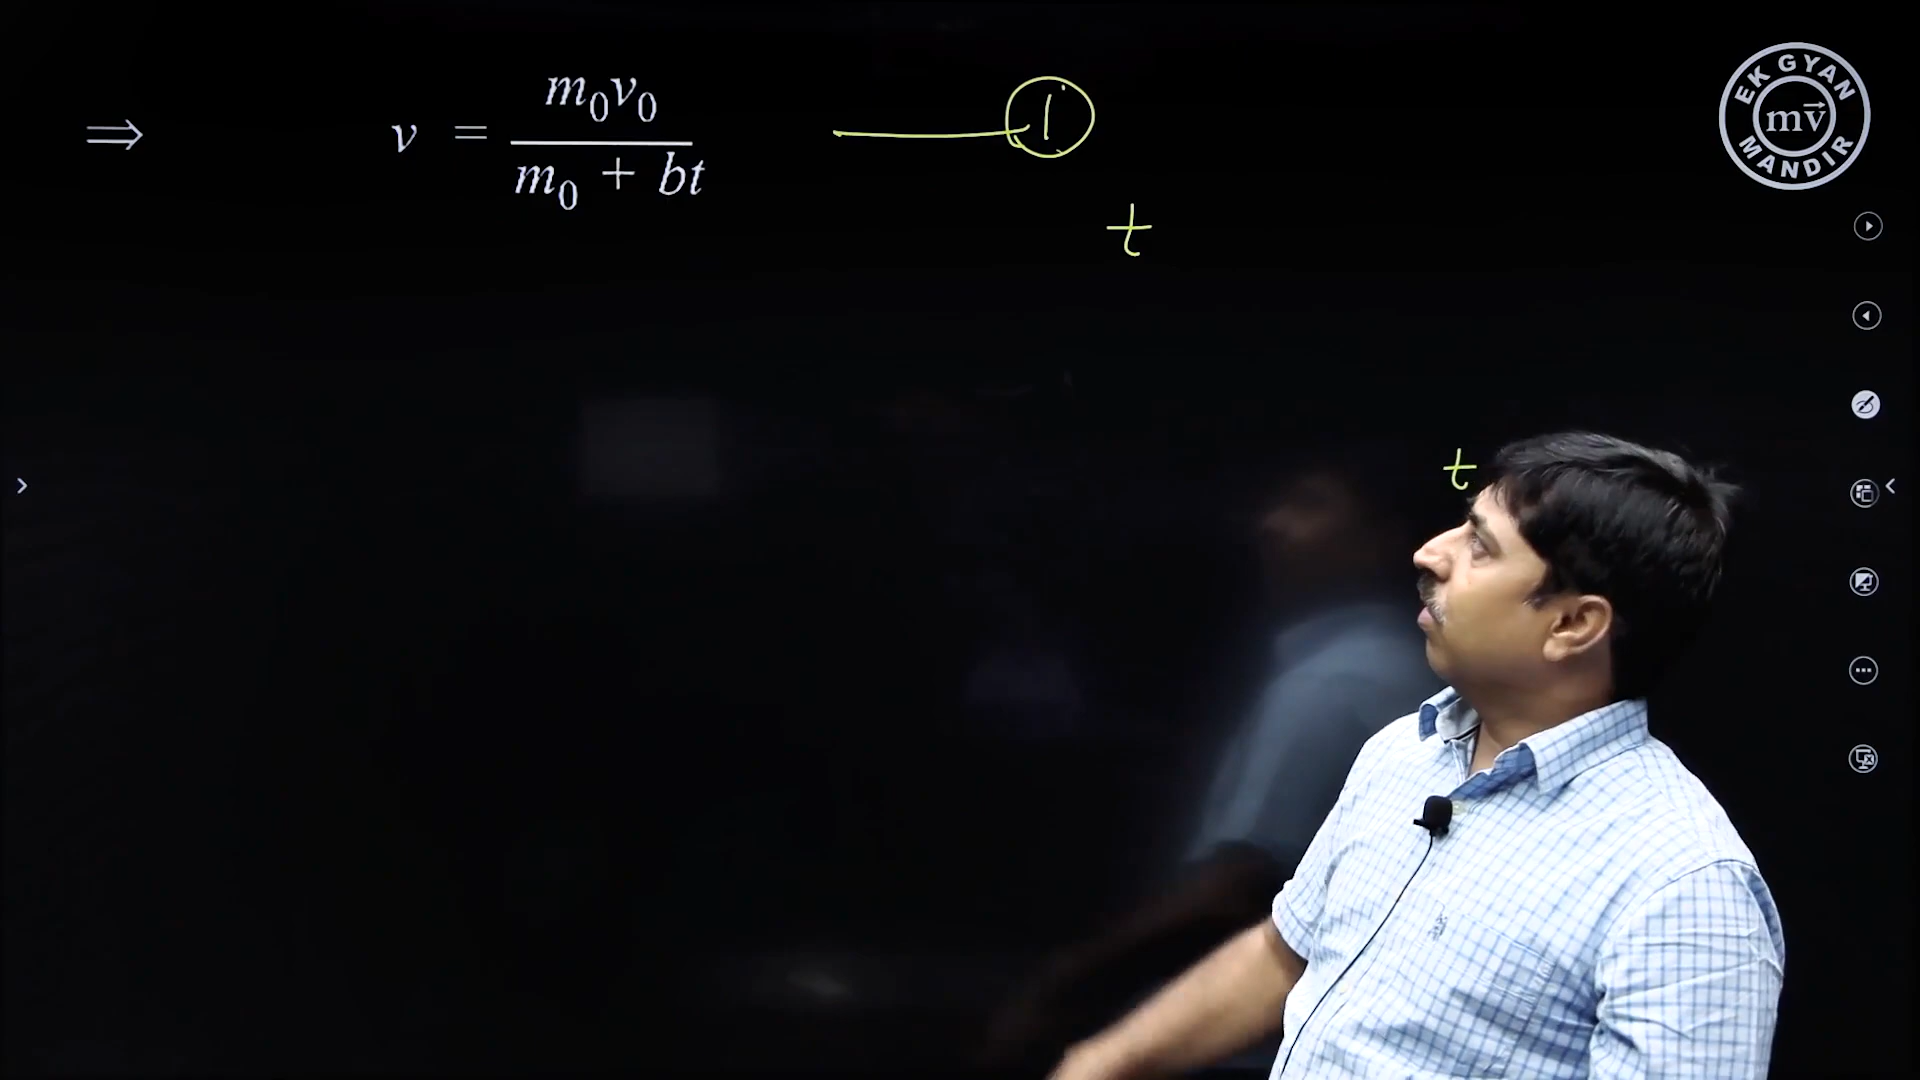 ⇒ v = m₀v₀ / (m₀ + bt) ——— ①
t
t
EK GYAN
mv⃗
MANDIR